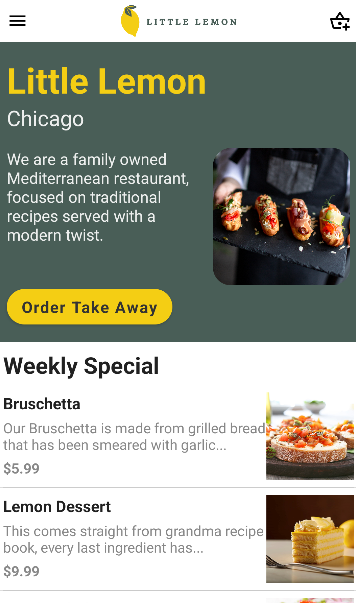 LITTLE LEMON
Little Lemon
Chicago
We are a family owned
Mediterranean restaurant,
focused on traditional
recipes served with a
modern twist.
Order Take Away
Weekly Special
Bruschetta
Our Bruschetta is made from grilled bread
that has been smeared with garlic...
$5.99
Lemon Dessert
This comes straight from grandma recipe
book, every last ingredient has...
$9.99